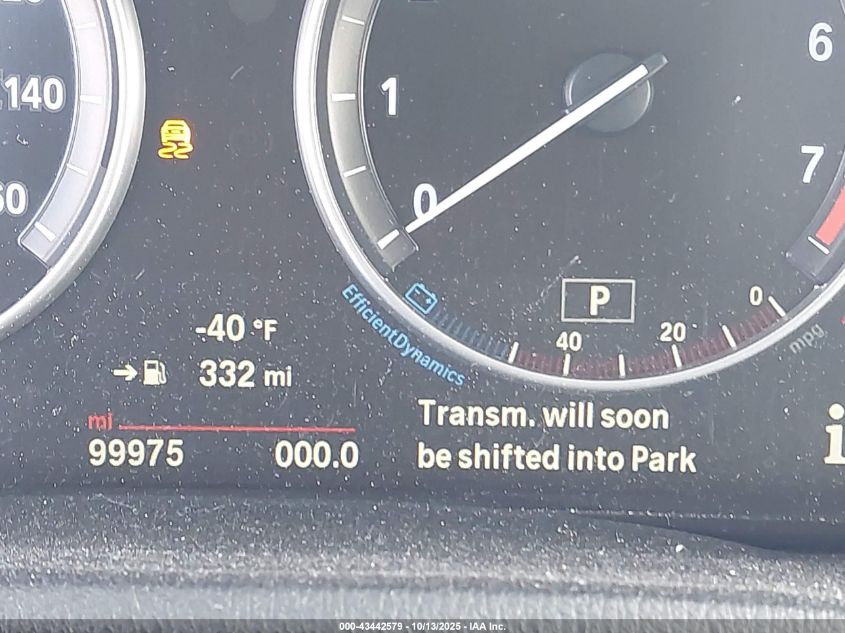 140
1
0
6
7
P
EfficientDynamics
40
20
0
mpg
-40 °F
332 mi
mi
99975
000.0
Transm. will soon
be shifted into Park
i
000-43442579 - 10/13/2025 - IAA Inc.